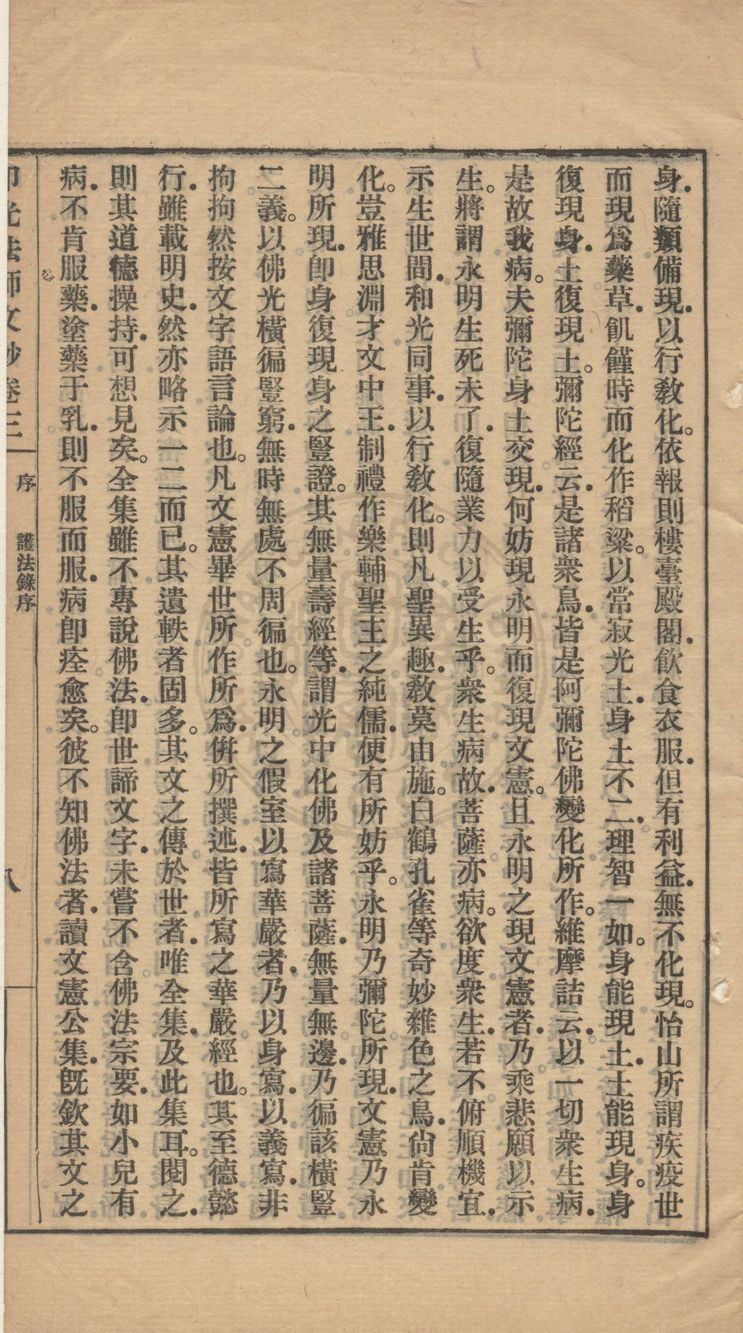 身．隨類備現．以行敎化。依報則樓臺殿閣．飮食衣服．但有利益．無不化現。怡山所謂疾疫世
而現爲藥草．飢饉時而化作稻粱。以常寂光土．身土不二．理智一如。身能現土．土能現身。身
復現身．土復現土。彌陀經云．是諸衆鳥．皆是阿彌陀佛變化所作。維摩詰云．以一切衆生病．
是故我病。夫彌陀身土交現．何妨現永明而復現文憲。且永明之現文憲者．乃乘悲願以示
生。將謂永明生死未了．復隨業力以受生乎。衆生病故．菩薩亦病。欲度衆生．若不俯順機宜．
示生世間．和光同事．以行敎化。則凡聖異趣．敎莫由施。白鶴孔雀等奇妙雜色之鳥．尙肯變
化。豈雅思淵才文中王．制禮作樂輔聖主之純儒．便有所妨乎。永明乃彌陀所現．文憲乃永
明所現．卽身復現身之豎證。其無量壽經等．謂光中化佛及諸菩薩．無量無邊．乃徧該橫豎
二義。以佛光橫徧豎窮．無時無處不周徧也。永明之假室以寫華嚴者．乃以身寫．以義寫．非
拘拘然按文字語言論也。凡文憲畢世所作所爲．倂所撰述．皆所寫之華嚴經也。其至德懿
行．雖載明史．然亦略示一二而已。其遺軼者固多。其文之傳於世者．唯全集及此集耳。閱之．
則其道德操持．可想見矣。全集雖不專說佛法．卽世諦文字．未嘗不含佛法宗要．如小兒有
病．不肯服藥．塗藥于乳．則不服而服．病卽痊愈矣。彼不知佛法者．讀文憲公集．旣欽其文之
印光法師文鈔卷三　序　護法錄序　八